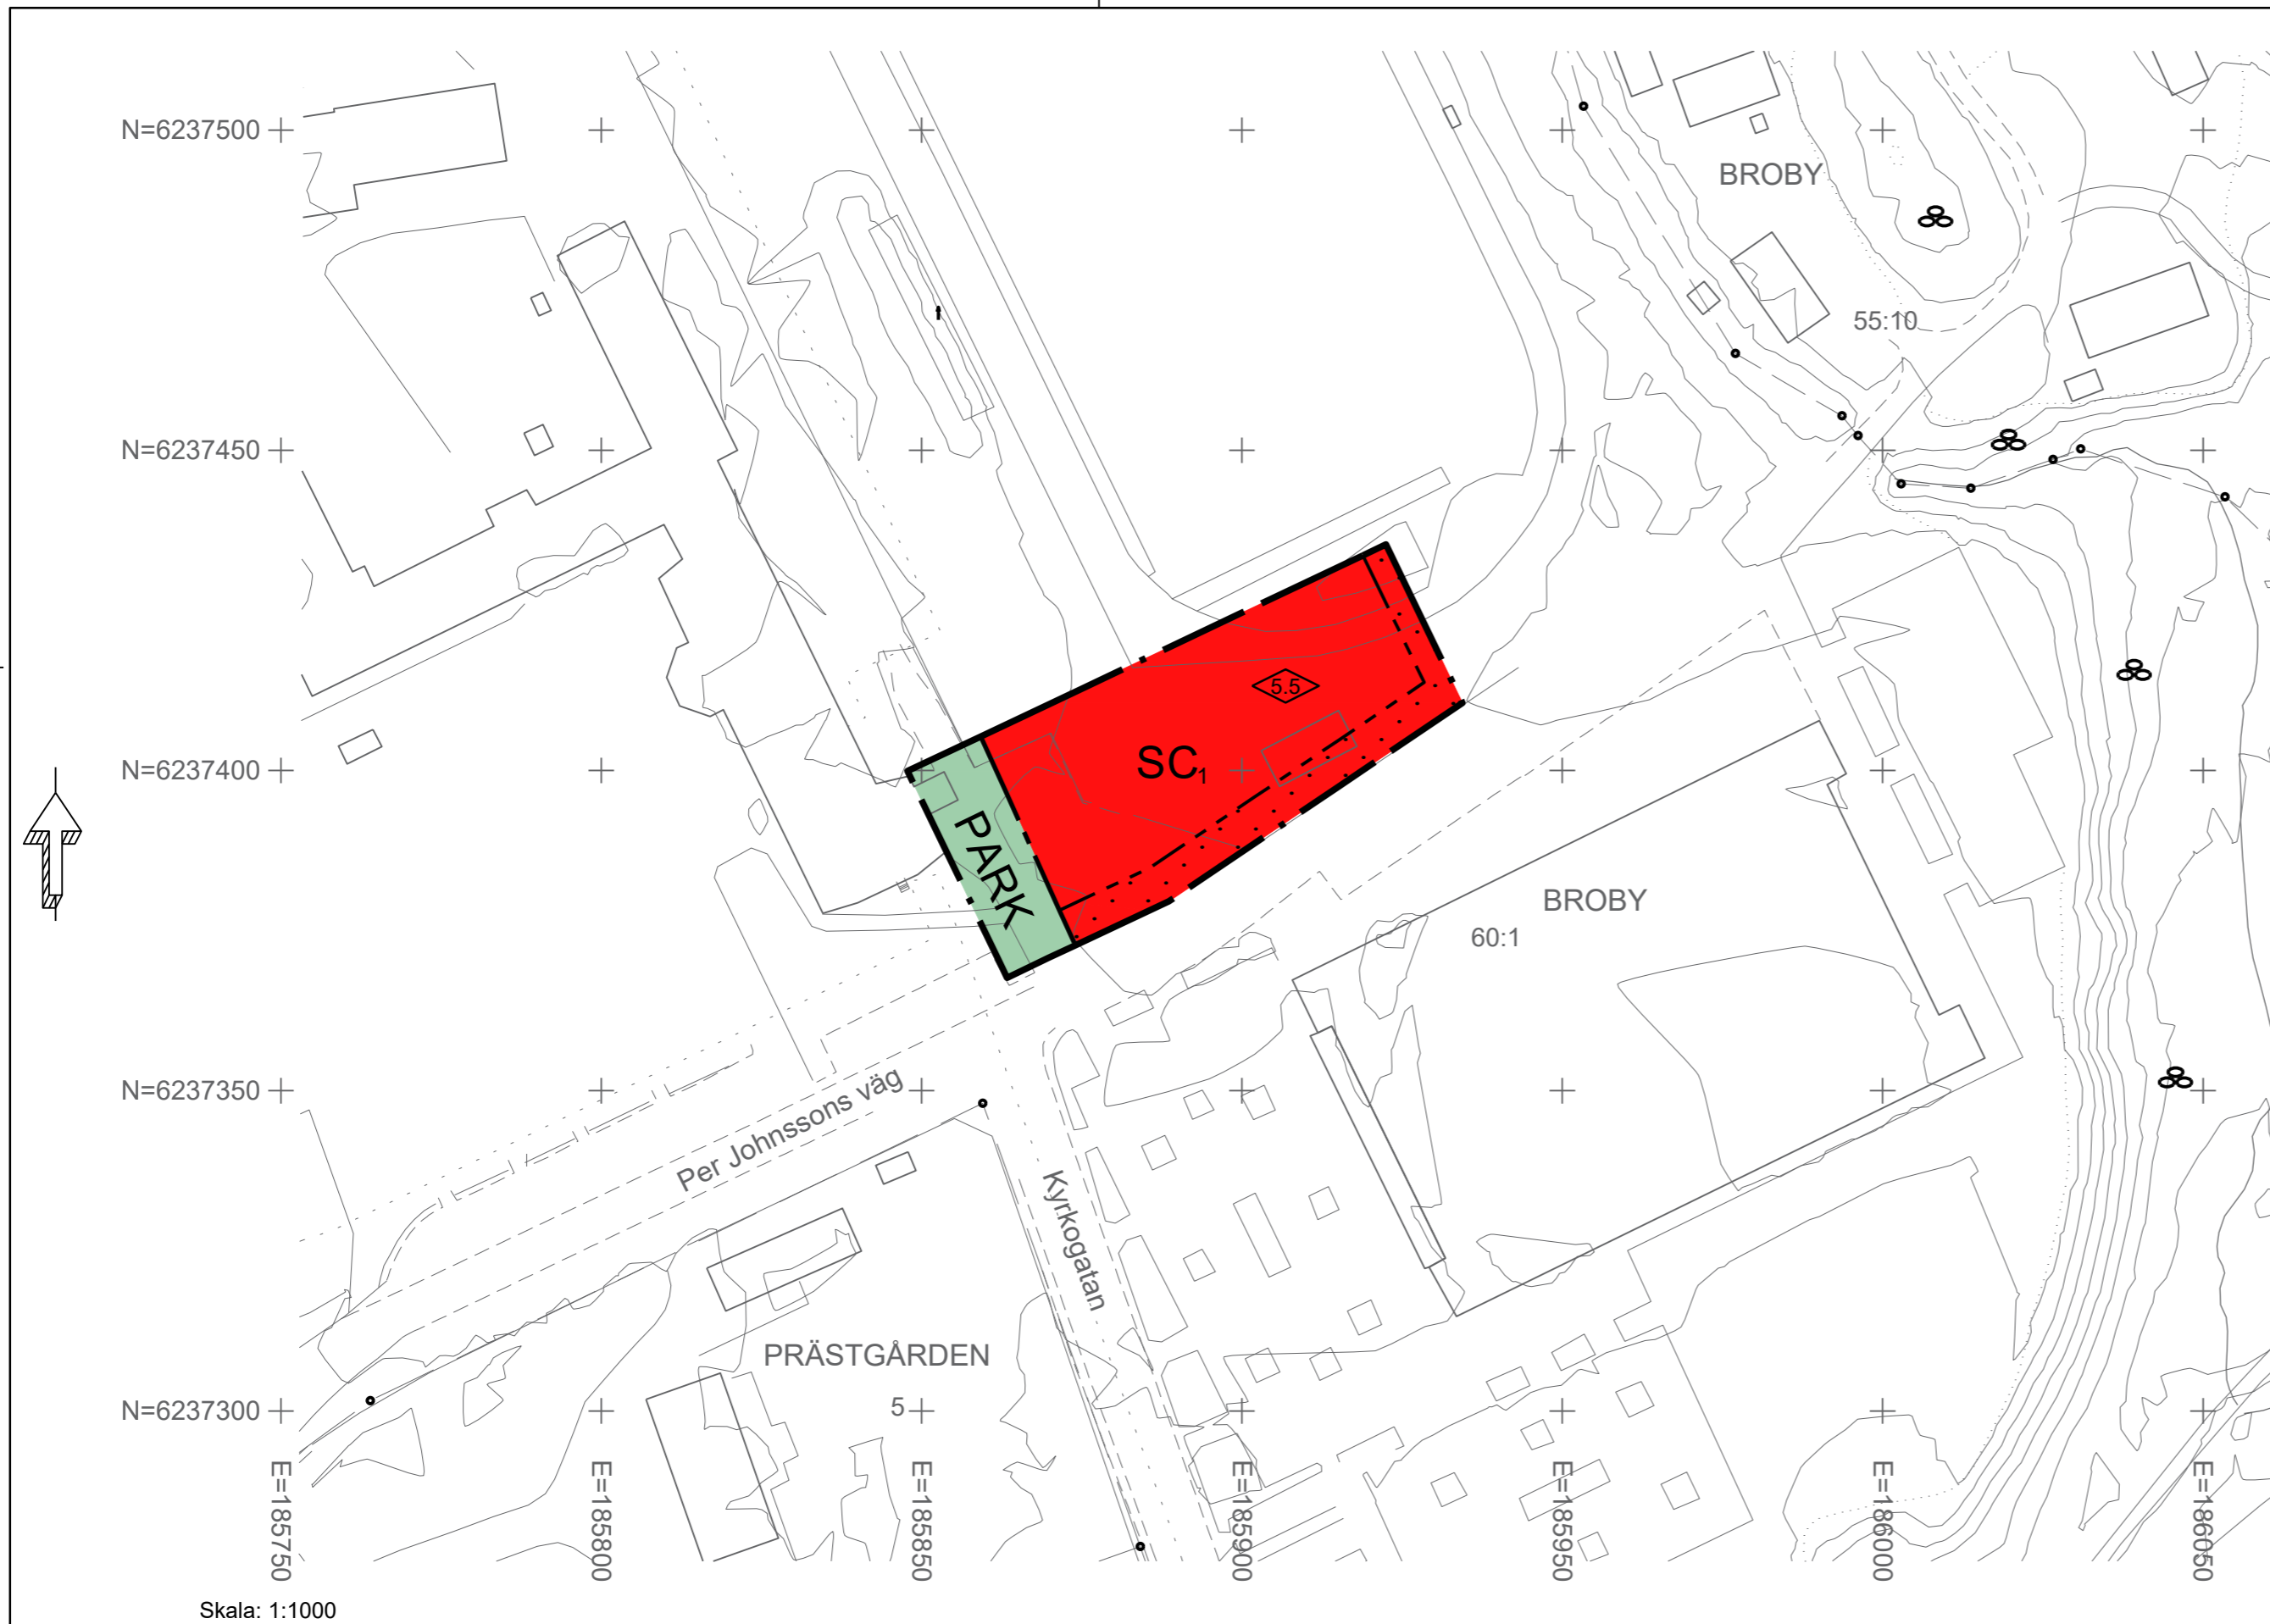 N=6237500
BROBY
55:10
N=6237450
5.5
SC₁
N=6237400
PARK
BROBY
60:1
N=6237350
Per Johnssons väg
Kyrkogatan
PRÄSTGÅRDEN
5
N=6237300
E=185750
E=185800
E=185850
E=185900
E=185950
E=186000
E=186050
Skala: 1:1000